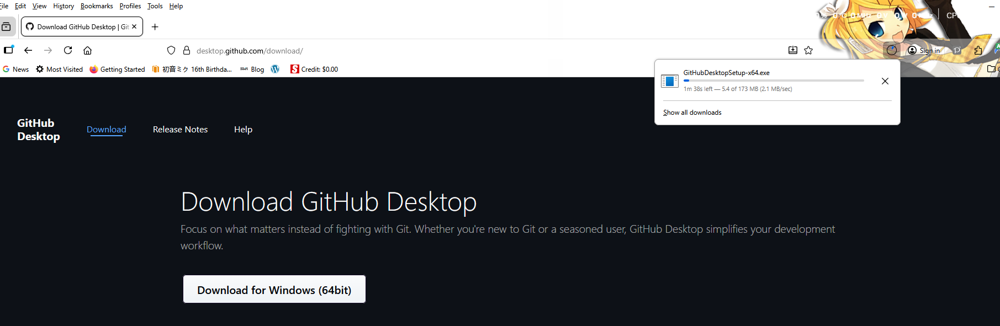 File Edit View History Bookmarks Profiles Tools Help
Download GitHub Desktop | Git
desktop.github.com/download/
Sign in
News Most Visited Getting Started 初音ミク 16th Birthda... Blog Credit: $0.00
GitHubDesktopSetup-x64.exe
1m 38s left — 5.4 of 173 MB (2.1 MB/sec)
Show all downloads
GitHub
Desktop
Download Release Notes Help
Download GitHub Desktop
Focus on what matters instead of fighting with Git. Whether you're new to Git or a seasoned user, GitHub Desktop simplifies your development
workflow.
Download for Windows (64bit)